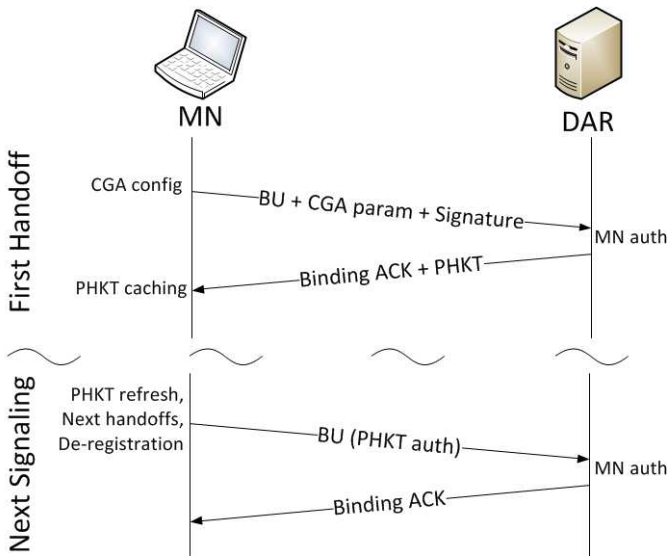 MN
DAR
First Handoff
CGA config
BU + CGA param + Signature
MN auth
Binding ACK + PHKT
PHKT caching
Next Signaling
PHKT refresh,
Next handoffs,
De-registration
BU (PHKT auth)
MN auth
Binding ACK